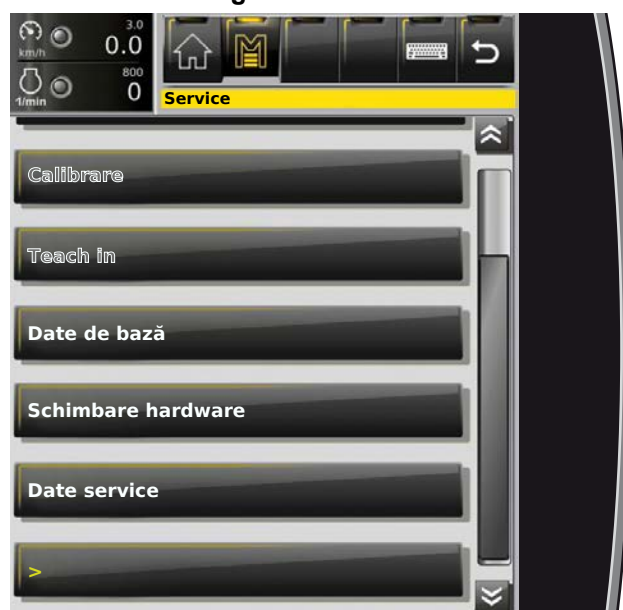 3.0
km/h
0.0
800
1/min
0
Service
Calibrare
Teach in
Date de bază
Schimbare hardware
Date service
>